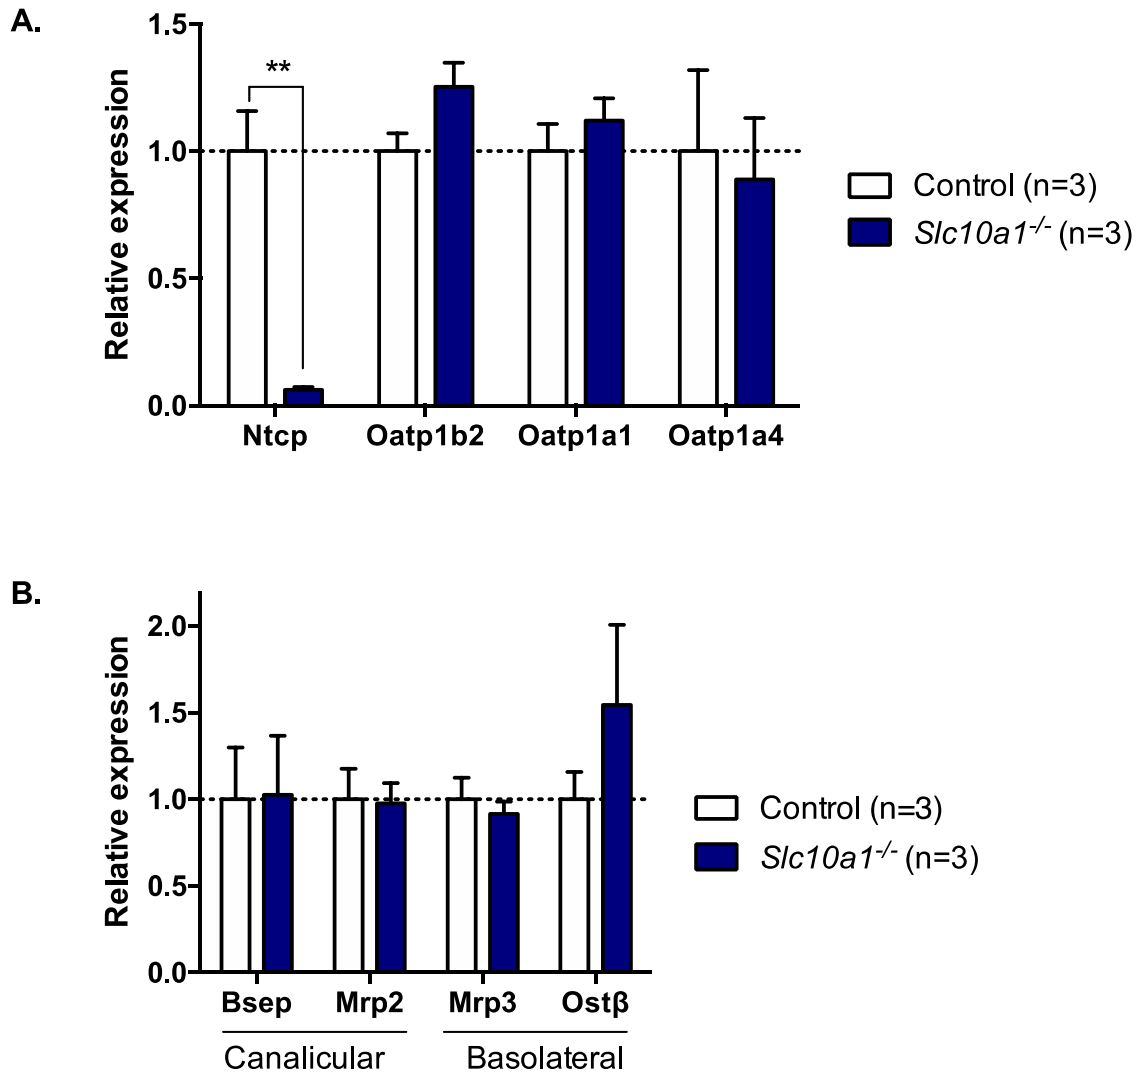 A.
Relative expression
1.5
1.0
0.5
0.0
**
Ntcp Oatp1b2 Oatp1a1 Oatp1a4
Control (n=3)
Slc10a1-/- (n=3)
B.
Relative expression
2.0
1.5
1.0
0.5
0.0
Bsep Mrp2 Mrp3 Ostβ
Canalicular Basolateral
Control (n=3)
Slc10a1-/- (n=3)